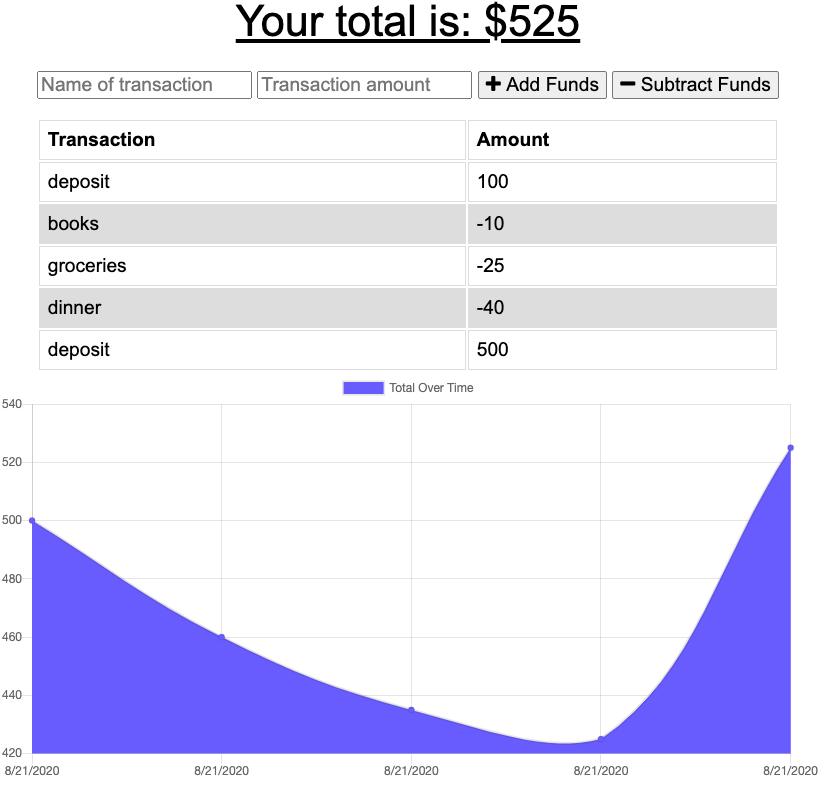 Your total is: $525
Name of transaction Transaction amount + Add Funds − Subtract Funds
Transaction Amount
deposit 100
books -10
groceries -25
dinner -40
deposit 500
Total Over Time
540
520
500
480
460
440
420
8/21/2020 8/21/2020 8/21/2020 8/21/2020 8/21/2020